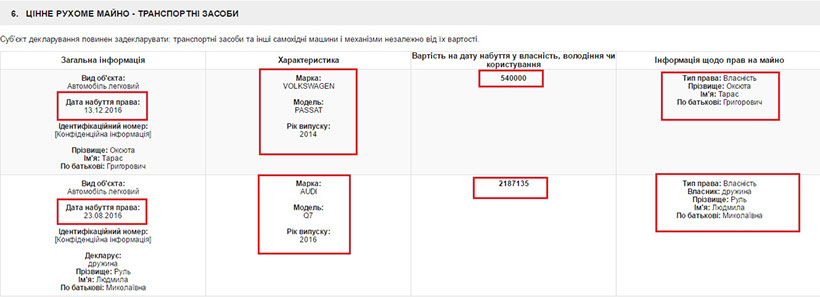 6. ЦІННЕ РУХОМЕ МАЙНО - ТРАНСПОРТНІ ЗАСОБИ
Суб'єкт декларування повинен задекларувати: транспортні засоби та інші самохідні машини і механізми незалежно від їх вартості.
Загальна інформація
Характеристика
Вартість на дату набуття у власність, володіння чи
користування
Інформація щодо прав на майно
Вид об'єкта:
Автомобіль легковий
Дата набуття права:
13.12.2016
Ідентифікаційний номер:
[Конфіденційна інформація]
Прізвище: Оксюта
Ім'я: Тарас
По батькові: Григорович
Марка:
VOLKSWAGEN
Модель:
PASSAT
Рік випуску:
2014
540000
Тип права: Власність
Прізвище: Оксюта
Ім'я: Тарас
По батькові: Григорович
Вид об'єкта:
Автомобіль легковий
Дата набуття права:
23.08.2016
Ідентифікаційний номер:
[Конфіденційна інформація]
Декларує:
дружина
Прізвище: Руль
Ім'я: Людмила
По батькові: Миколаївна
Марка:
AUDI
Модель:
Q7
Рік випуску:
2016
2187135
Тип права: Власність
Власник: дружина
Прізвище: Руль
Ім'я: Людмила
По батькові: Миколаївна